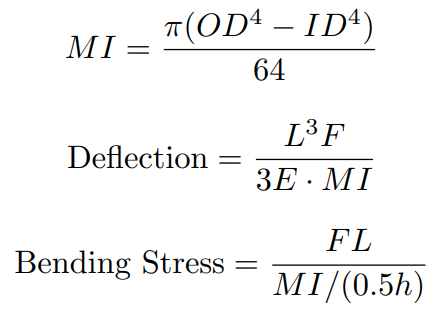 MI = π(OD⁴ − ID⁴) / 64
Deflection = L³F / 3E · MI
Bending Stress = FL / MI/(0.5h)